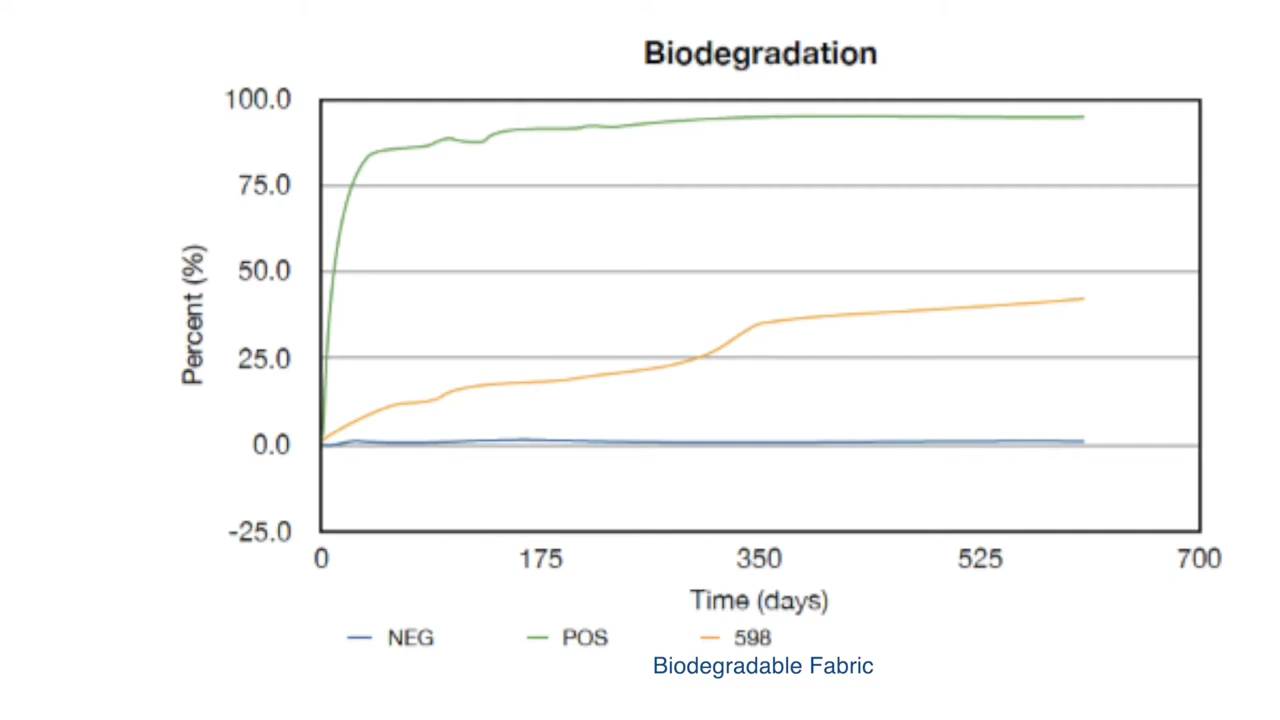 Biodegradation
100.0
75.0
50.0
25.0
0.0
-25.0
Percent (%)
0 175 350 525 700
Time (days)
NEG POS 598
Biodegradable Fabric